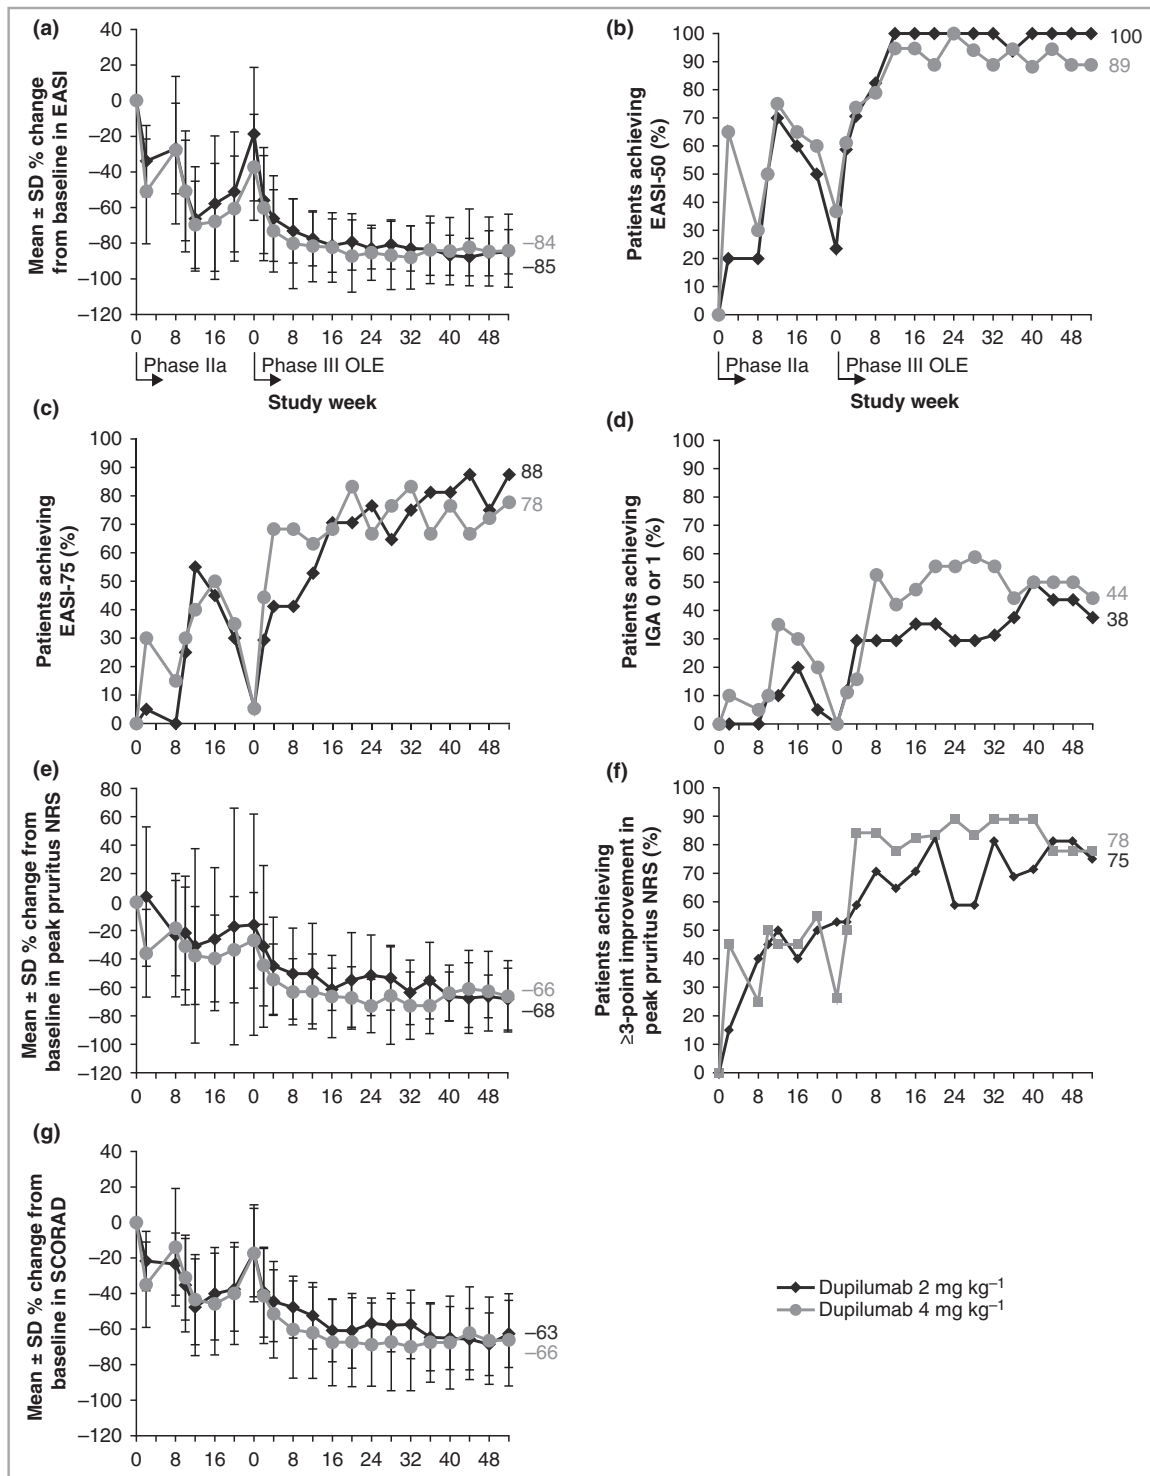 (a)
Mean ± SD % change
from baseline in EASI
40
20
0
−20
−40
−60
−80
−100
−120
−84
−85
0 8 16 0 8 16 24 32 40 48
Phase IIa
Phase III OLE
Study week
(b)
Patients achieving
EASI-50 (%)
100
90
80
70
60
50
40
30
20
10
0
100
89
0 8 16 0 8 16 24 32 40 48
Phase IIa
Phase III OLE
Study week
(c)
Patients achieving
EASI-75 (%)
100
90
80
70
60
50
40
30
20
10
0
88
78
0 8 16 0 8 16 24 32 40 48
(d)
Patients achieving
IGA 0 or 1 (%)
100
90
80
70
60
50
40
30
20
10
0
44
38
0 8 16 0 8 16 24 32 40 48
(e)
Mean ± SD % change from
baseline in peak pruritus NRS
80
60
40
20
0
−20
−40
−60
−80
−100
−120
−66
−68
0 8 16 0 8 16 24 32 40 48
(f)
Patients achieving
≥3-point improvement in
peak pruritus NRS (%)
100
90
80
70
60
50
40
30
20
10
0
78
75
0 8 16 0 8 16 24 32 40 48
(g)
Mean ± SD % change from
baseline in SCORAD
40
20
0
−20
−40
−60
−80
−100
−120
−63
−66
0 8 16 0 8 16 24 32 40 48
Dupilumab 2 mg kg⁻¹
Dupilumab 4 mg kg⁻¹